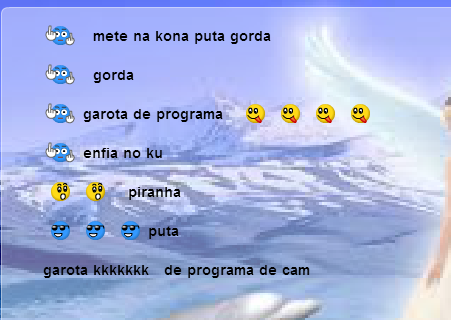 mete na kona puta gorda
gorda
garota de programa
enfia no ku
piranha
puta
garota kkkkkkk de programa de cam